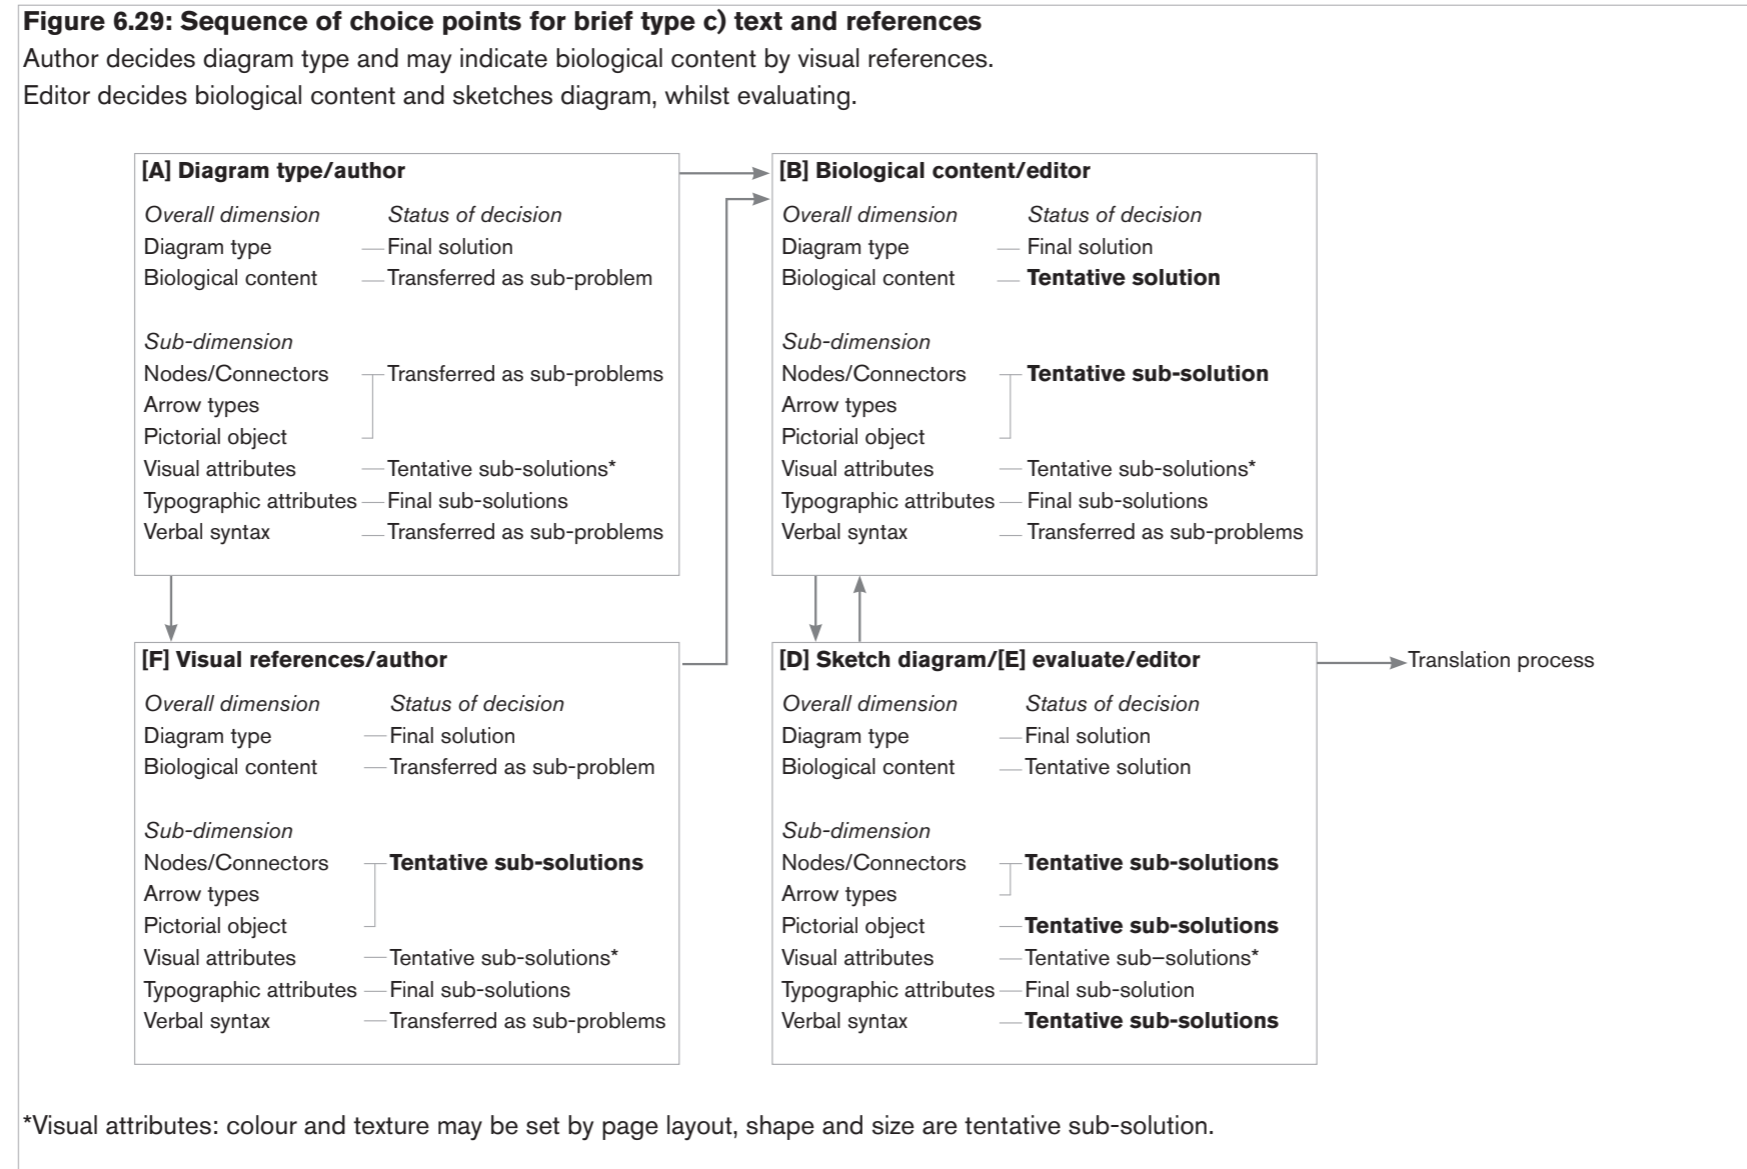 Figure 6.29: Sequence of choice points for brief type c) text and references
Author decides diagram type and may indicate biological content by visual references.
Editor decides biological content and sketches diagram, whilst evaluating.
[A] Diagram type/author
Overall dimension Status of decision
Diagram type Final solution
Biological content Transferred as sub-problem
Sub-dimension
Nodes/Connectors Transferred as sub-problems
Arrow types
Pictorial object
Visual attributes Tentative sub-solutions*
Typographic attributes Final sub-solutions
Verbal syntax Transferred as sub-problems
[B] Biological content/editor
Overall dimension Status of decision
Diagram type Final solution
Biological content Tentative solution
Sub-dimension
Nodes/Connectors Tentative sub-solution
Arrow types
Pictorial object
Visual attributes Tentative sub-solutions*
Typographic attributes Final sub-solutions
Verbal syntax Transferred as sub-problems
[F] Visual references/author
Overall dimension Status of decision
Diagram type Final solution
Biological content Transferred as sub-problem
Sub-dimension
Nodes/Connectors Tentative sub-solutions
Arrow types
Pictorial object
Visual attributes Tentative sub-solutions*
Typographic attributes Final sub-solutions
Verbal syntax Transferred as sub-problems
[D] Sketch diagram/[E] evaluate/editor
Overall dimension Status of decision
Diagram type Final solution
Biological content Tentative solution
Sub-dimension
Nodes/Connectors Tentative sub-solutions
Arrow types
Pictorial object Tentative sub-solutions
Visual attributes Tentative sub–solutions*
Typographic attributes Final sub-solution
Verbal syntax Tentative sub-solutions
Translation process
*Visual attributes: colour and texture may be set by page layout, shape and size are tentative sub-solution.